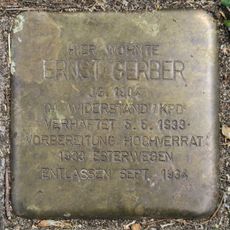 HIER WOHNTE
ERNST GERBER
JG. 1904
IM WIDERSTAND / KPD
VERHAFTET 5.6.1933
'VORBEREITUNG HOCHVERRAT'
1933 ESTERWEGEN
ENTLASSEN SEPT. 1934